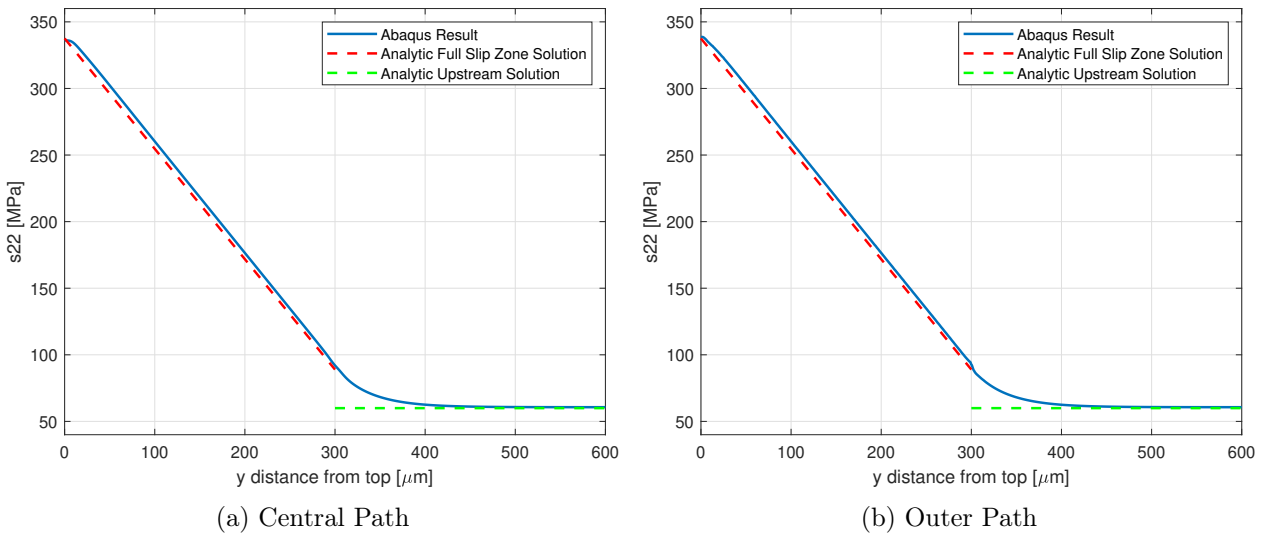 350
300
250
200
150
100
50
s22 [MPa]
0 100 200 300 400 500 600
y distance from top [μm]
Abaqus Result
Analytic Full Slip Zone Solution
Analytic Upstream Solution
(a) Central Path
350
300
250
200
150
100
50
s22 [MPa]
0 100 200 300 400 500 600
y distance from top [μm]
Abaqus Result
Analytic Full Slip Zone Solution
Analytic Upstream Solution
(b) Outer Path